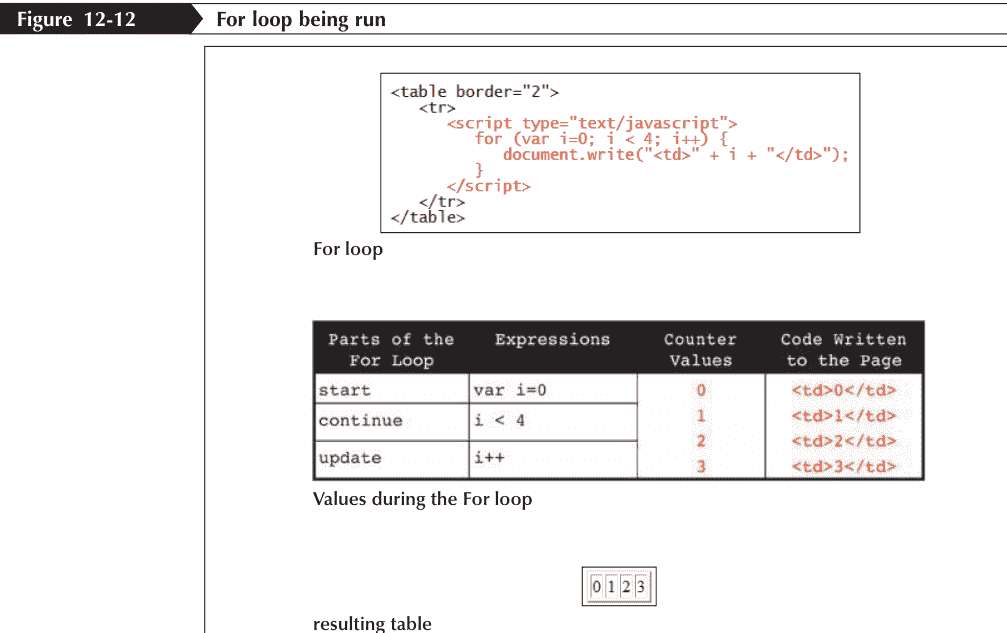 Figure 12-12 For loop being run
<table border="2">
<tr>
<script type="text/javascript">
for (var i=0; i < 4; i++) {
document.write("<td>" + i + "</td>");
}
</script>
</tr>
</table>
For loop
Parts of the For Loop Expressions Counter Values Code Written to the Page
start var i=0 0 <td>0</td>
continue i < 4 1 <td>1</td>
2 <td>2</td>
update i++ 3 <td>3</td>
Values during the For loop
0 1 2 3
resulting table